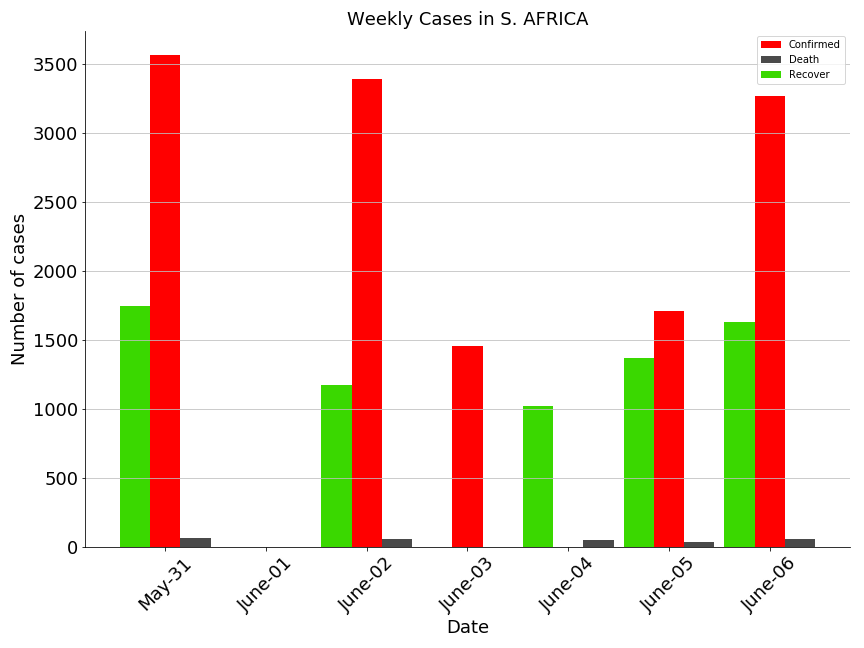 Weekly Cases in S. AFRICA
Confirmed
Death
Recover
Number of cases
3500
3000
2500
2000
1500
1000
500
0
May-31
June-01
June-02
June-03
June-04
June-05
June-06
Date